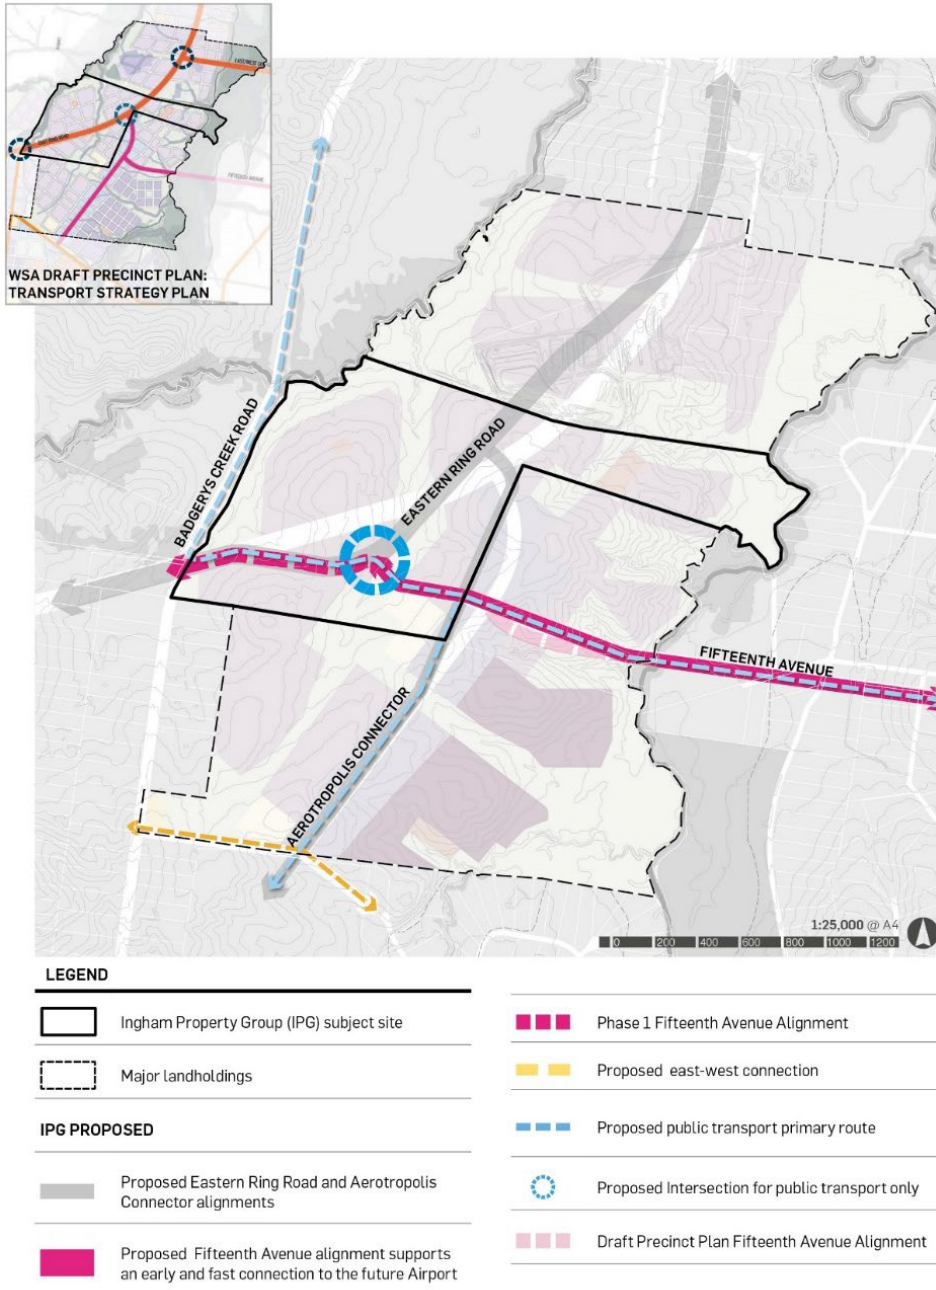 EAST-WEST LINK
FIFTEENTH AVENUE
WSA DRAFT PRECINCT PLAN:
TRANSPORT STRATEGY PLAN
BADGERYS CREEK ROAD
EASTERN RING ROAD
FIFTEENTH AVENUE
AEROTROPOLIS CONNECTOR
1:25,000 @ A4
0 200 400 600 800 1000 1200
LEGEND
Ingham Property Group (IPG) subject site
Major landholdings
IPG PROPOSED
Proposed Eastern Ring Road and Aerotropolis
Connector alignments
Proposed Fifteenth Avenue alignment supports
an early and fast connection to the future Airport
Phase 1 Fifteenth Avenue Alignment
Proposed east-west connection
Proposed public transport primary route
Proposed Intersection for public transport only
Draft Precinct Plan Fifteenth Avenue Alignment